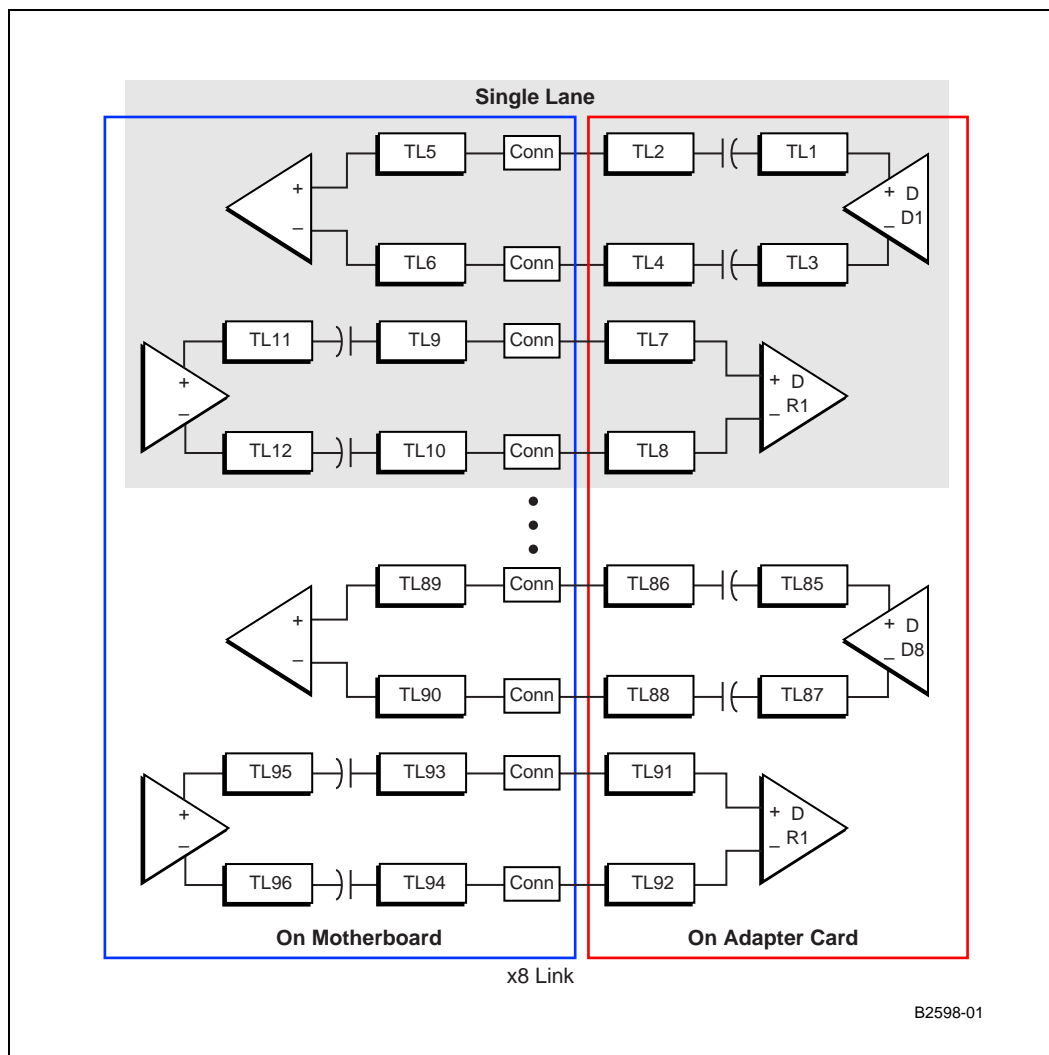 Single Lane
TL5 Conn TL2 TL1
+ + D
– – D1
TL6 Conn TL4 TL3
TL11 TL9 Conn TL7
+ + D
– – R1
TL12 TL10 Conn TL8
TL89 Conn TL86 TL85
+ + D
– – D8
TL90 Conn TL88 TL87
TL95 TL93 Conn TL91
+ + D
– – R1
TL96 TL94 Conn TL92
On Motherboard On Adapter Card
x8 Link
B2598-01